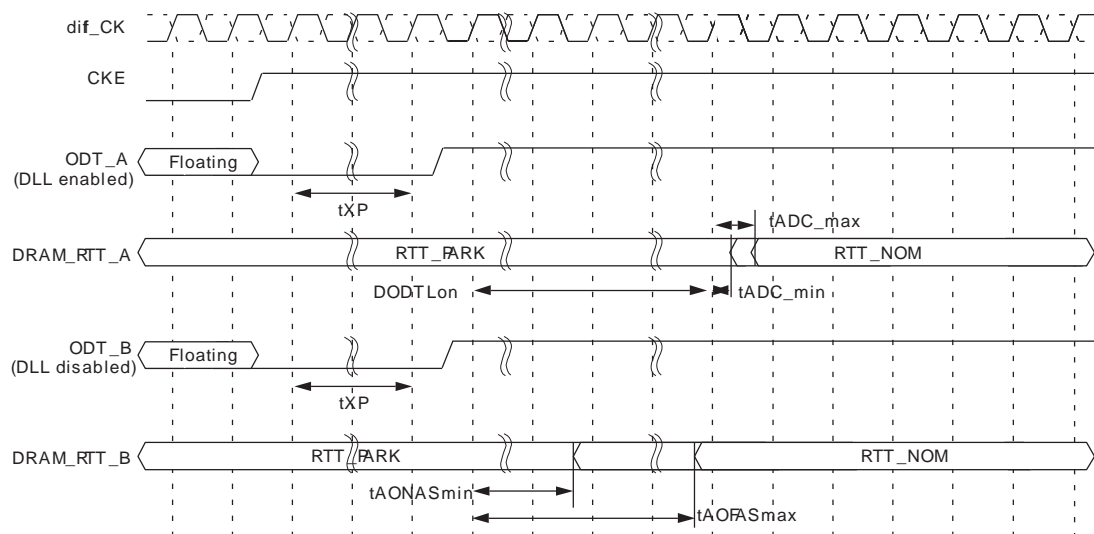 dif_CK
CKE
ODT_A
(DLL enabled)
Floating
tXP
tADC_max
DRAM_RTT_A
RTT_PARK
RTT_NOM
DODTLon
tADC_min
ODT_B
(DLL disabled)
Floating
tXP
DRAM_RTT_B
RTT_PARK
RTT_NOM
tAONASmin
tAOFASmax